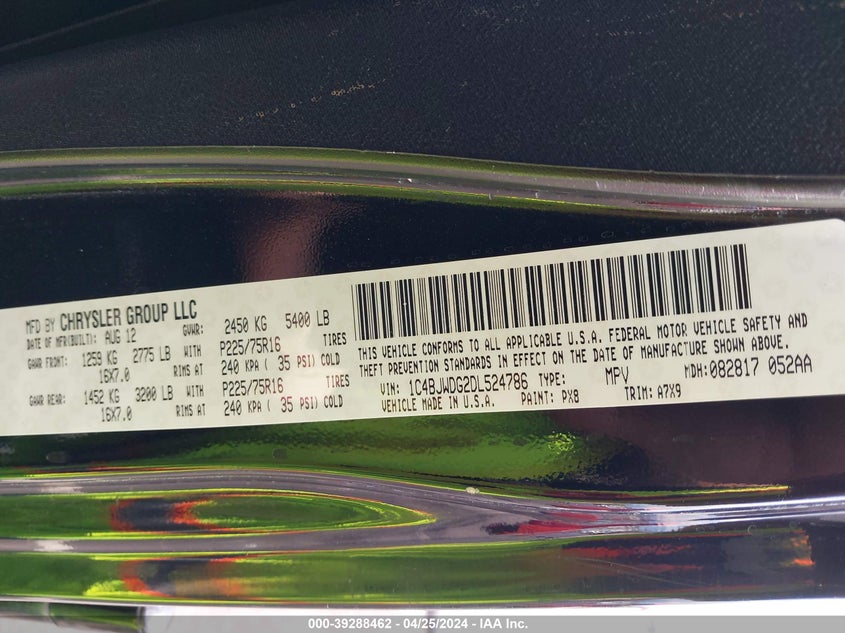 MFD BY CHRYSLER GROUP LLC
DATE OF MFR(BUILT): AUG 12 GVWR: 2450 KG 5400 LB
GAWR FRONT: 1259 KG 2775 LB WITH P225/75R16 TIRES
16X7.0 RIMS AT 240 KPA ( 35 PSI) COLD
GAWR REAR: 1452 KG 3200 LB WITH P225/75R16 TIRES
16X7.0 RIMS AT 240 KPA ( 35 PSI) COLD
THIS VEHICLE CONFORMS TO ALL APPLICABLE U.S.A. FEDERAL MOTOR VEHICLE SAFETY AND
THEFT PREVENTION STANDARDS IN EFFECT ON THE DATE OF MANUFACTURE SHOWN ABOVE.
VIN: 1C4BJWDG2DL524786 TYPE: MPV MDH: 082817 052AA
VEHICLE MADE IN U.S.A. PAINT: PX8 TRIM: A7X9
000-39288462 - 04/25/2024 - IAA Inc.